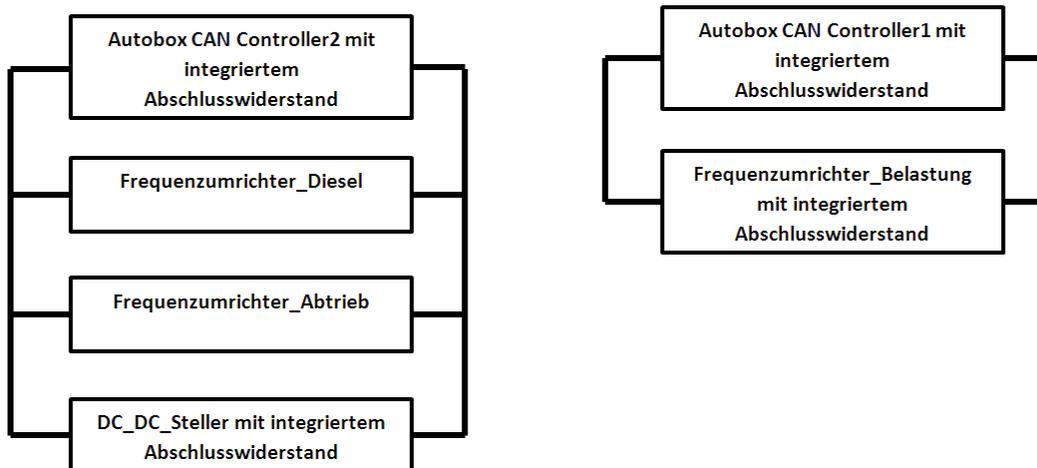 Autobox CAN Controller2 mit
integriertem
Abschlusswiderstand
Frequenzumrichter_Diesel
Frequenzumrichter_Abtrieb
DC_DC_Steller mit integriertem
Abschlusswiderstand
Autobox CAN Controller1 mit
integriertem
Abschlusswiderstand
Frequenzumrichter_Belastung
mit integriertem
Abschlusswiderstand